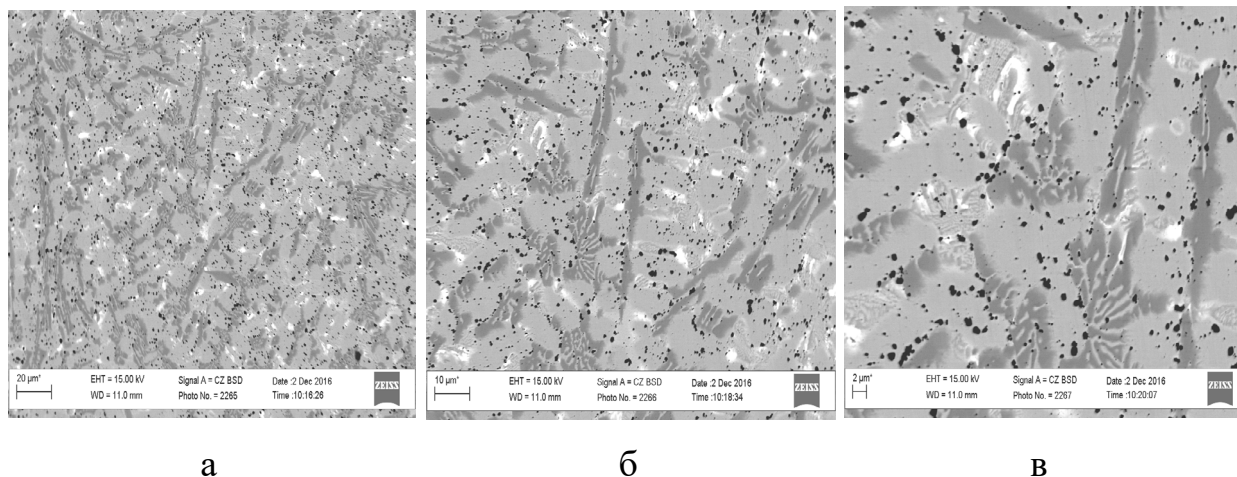 20 µm*
EHT = 15.00 kV
Signal A = CZ BSD
Date :2 Dec 2016
WD = 11.0 mm
Photo No. = 2265
Time :10:16:26
ZEISS
10 µm*
EHT = 15.00 kV
Signal A = CZ BSD
Date :2 Dec 2016
WD = 11.0 mm
Photo No. = 2266
Time :10:18:34
ZEISS
2 µm*
EHT = 15.00 kV
Signal A = CZ BSD
Date :2 Dec 2016
WD = 11.0 mm
Photo No. = 2267
Time :10:20:07
ZEISS
а
б
в